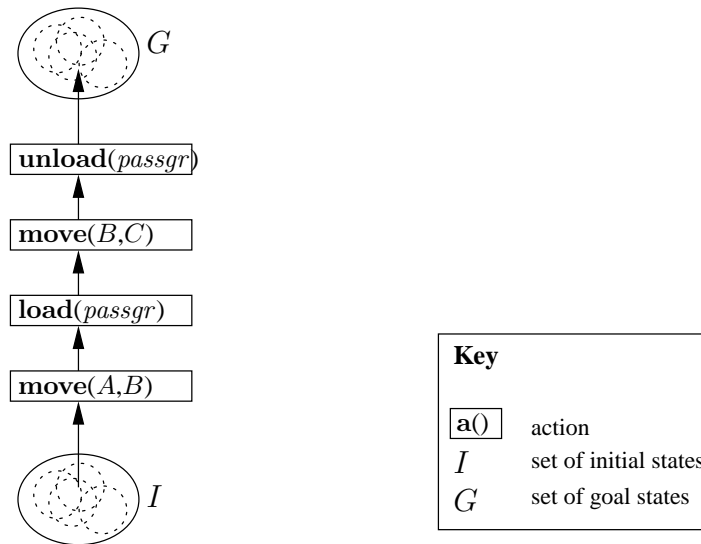 G
unload(passgr)
move(B,C)
load(passgr)
move(A,B)
I
Key
a() action
I set of initial states
G set of goal states